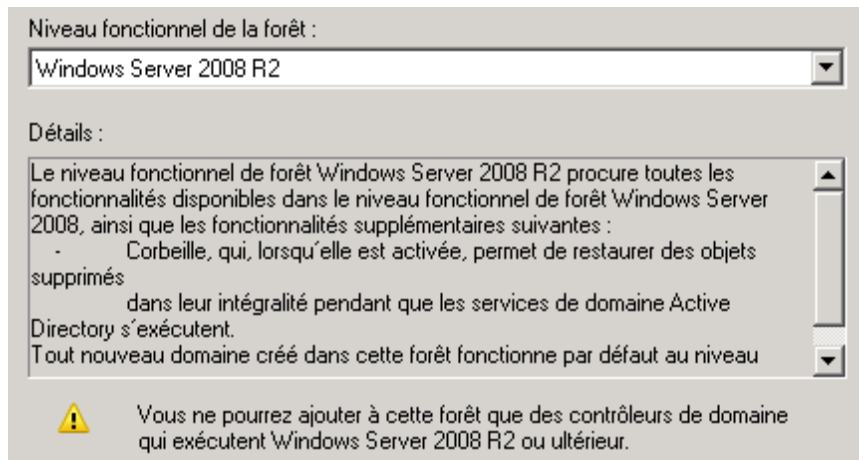 Niveau fonctionnel de la forêt :
Windows Server 2008 R2
Détails :
Le niveau fonctionnel de forêt Windows Server 2008 R2 procure toutes les
fonctionnalités disponibles dans le niveau fonctionnel de forêt Windows Server
2008, ainsi que les fonctionnalités supplémentaires suivantes :
- Corbeille, qui, lorsqu´elle est activée, permet de restaurer des objets
supprimés
dans leur intégralité pendant que les services de domaine Active
Directory s´exécutent.
Tout nouveau domaine créé dans cette forêt fonctionne par défaut au niveau
Vous ne pourrez ajouter à cette forêt que des contrôleurs de domaine
qui exécutent Windows Server 2008 R2 ou ultérieur.